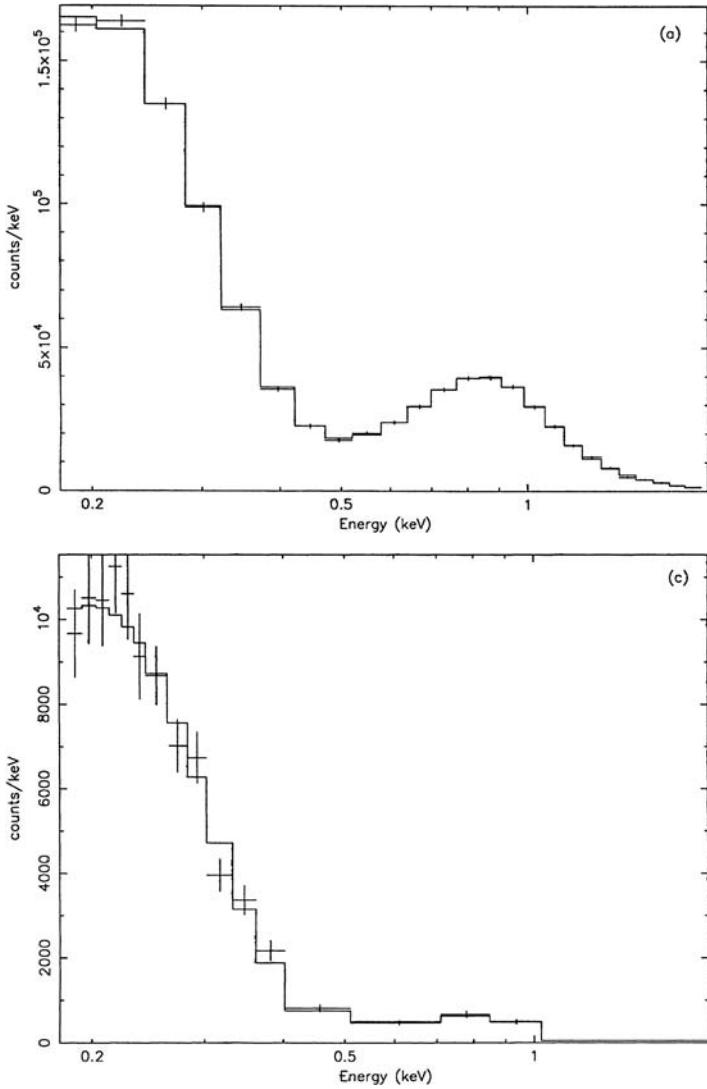 (a)
1.5×10⁵
10⁵
5×10⁴
0
counts/keV
0.2
0.5
1
Energy (keV)
(c)
10⁴
8000
6000
4000
2000
0
counts/keV
0.2
0.5
1
Energy (keV)